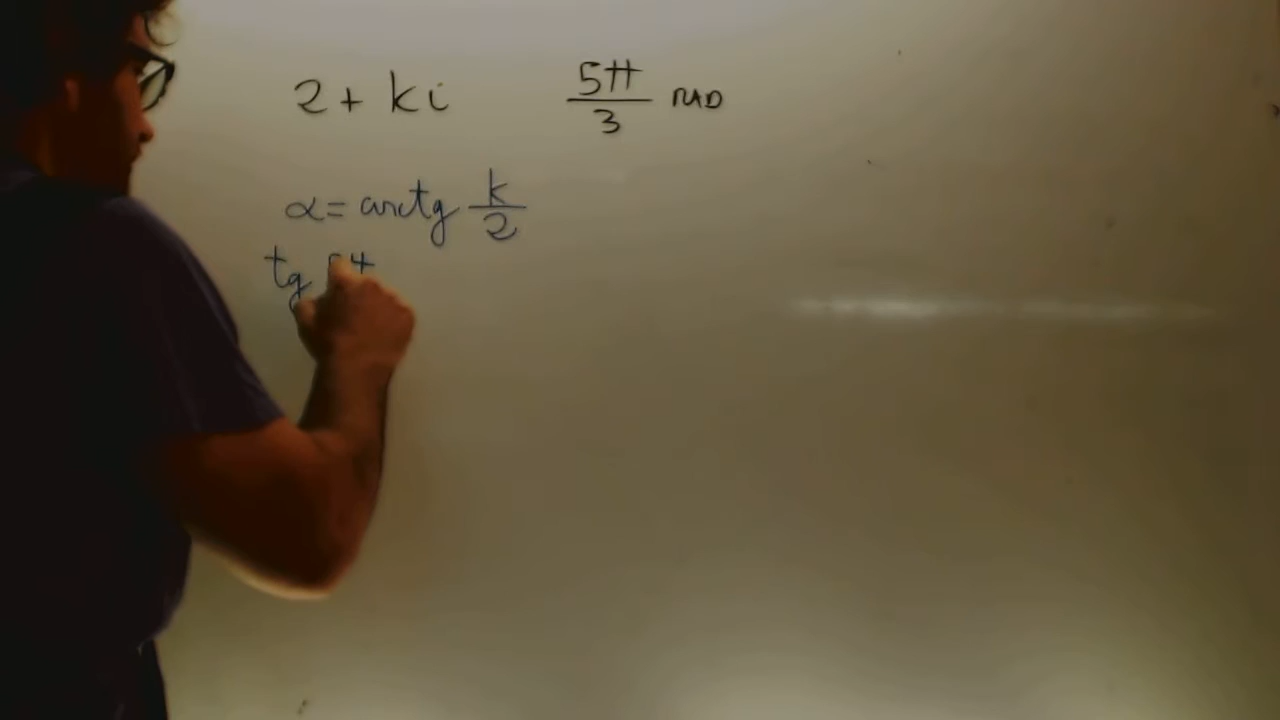 2 + ki 5π/3 RAD
α = arctg k/2
tg